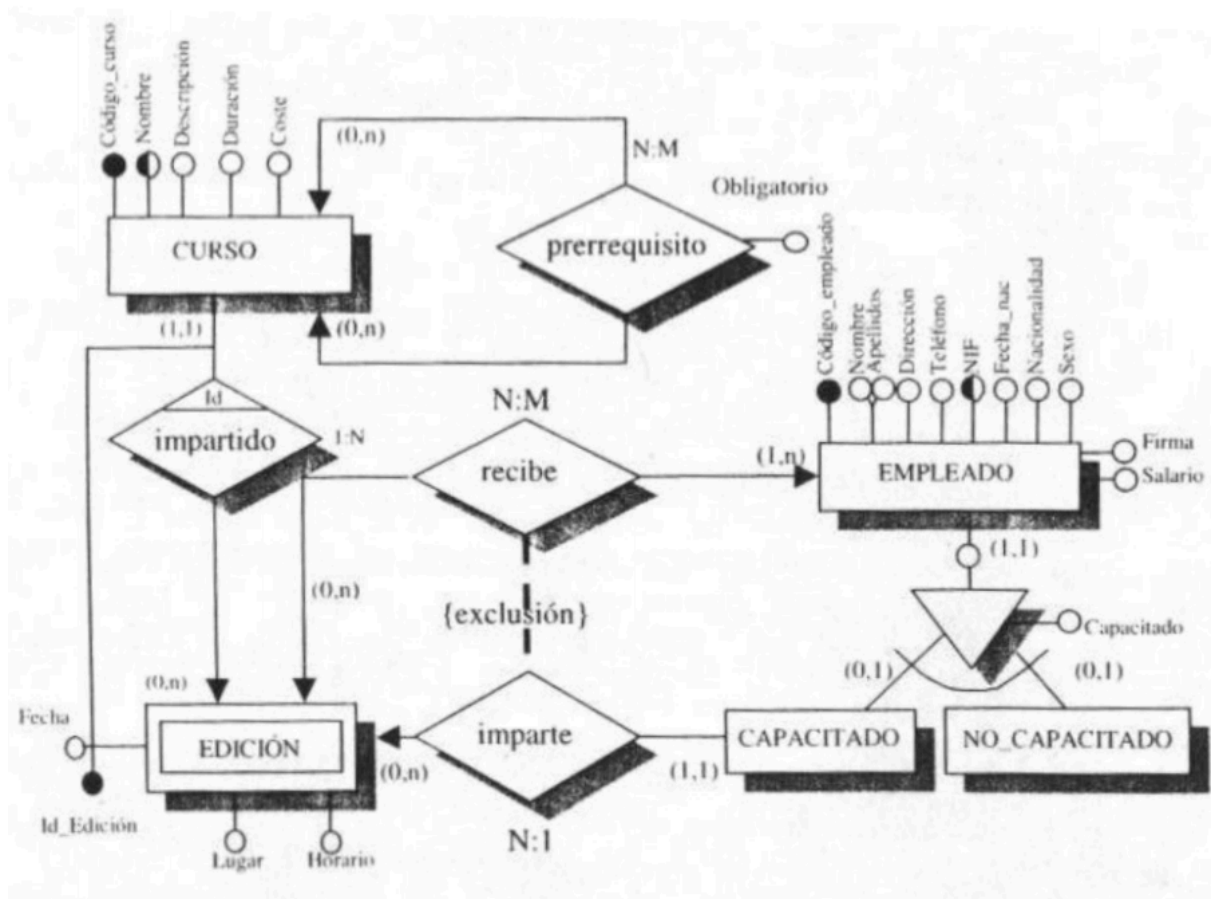 Código_curso
Nombre
Descripción
Duración
Coste
(0,n)
N:M
Obligatorio
CURSO
prerrequisito
(1,1)
(0,n)
Código_empleado
Nombre
Apellidos
Dirección
Teléfono
NIF
Fecha_nac
Nacionalidad
Sexo
Id
impartido
1:N
N:M
recibe
(1,n)
EMPLEADO
Firma
Salario
(1,1)
(0,n)
{exclusión}
Capacitado
(0,1)
(0,1)
(0,n)
Fecha
EDICIÓN
(0,n)
imparte
(1,1)
CAPACITADO
NO_CAPACITADO
Id_Edición
Lugar
Horario
N:1